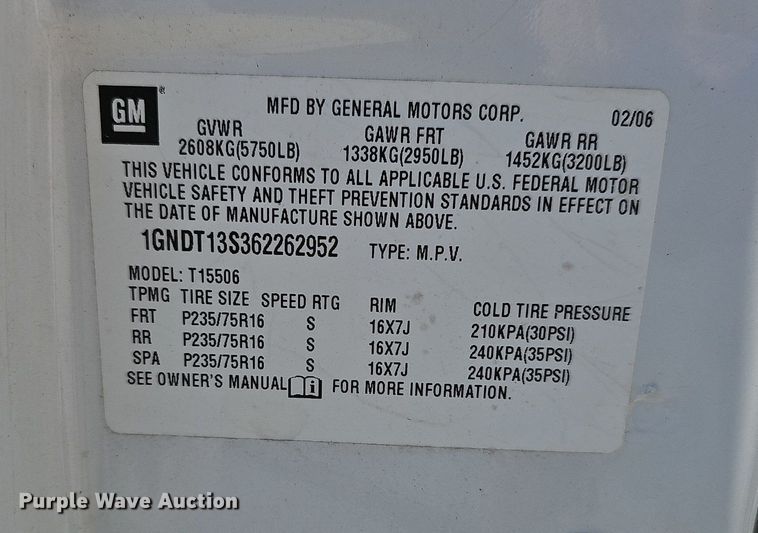 GM ®
MFD BY GENERAL MOTORS CORP. 02/06
GVWR GAWR FRT GAWR RR
2608KG(5750LB) 1338KG(2950LB) 1452KG(3200LB)
THIS VEHICLE CONFORMS TO ALL APPLICABLE U.S. FEDERAL MOTOR
VEHICLE SAFETY AND THEFT PREVENTION STANDARDS IN EFFECT ON
THE DATE OF MANUFACTURE SHOWN ABOVE.
1GNDT13S362262952 TYPE: M.P.V.
MODEL: T15506
TPMG TIRE SIZE SPEED RTG RIM COLD TIRE PRESSURE
FRT P235/75R16 S 16X7J 210KPA(30PSI)
RR P235/75R16 S 16X7J 240KPA(35PSI)
SPA P235/75R16 S 16X7J 240KPA(35PSI)
SEE OWNER'S MANUAL i FOR MORE INFORMATION.
Purple Wave Auction